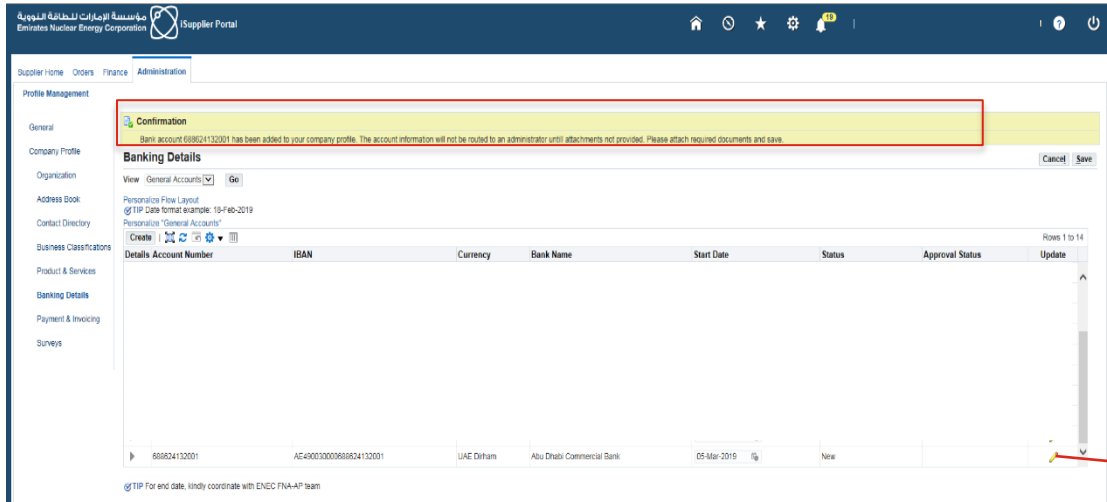 مؤسسة الإمارات للطاقة النووية
Emirates Nuclear Energy Corporation
iSupplier Portal
19
?
Supplier Home Orders Finance Administration
Profile Management
General
Company Profile
Organization
Address Book
Contact Directory
Business Classifications
Product & Services
Banking Details
Payment & Invoicing
Surveys
Confirmation
Bank account 688624132001 has been added to your company profile. The account information will not be routed to an administrator until attachments not provided. Please attach required documents and save.
Banking Details
Cancel Save
View General Accounts Go
Personalize Flow Layout
TIP Date format example: 18-Feb-2019
Personalize "General Accounts"
Create
Rows 1 to 14
Details Account Number IBAN Currency Bank Name Start Date Status Approval Status Update
688624132001 AE490030000688624132001 UAE Dirham Abu Dhabi Commercial Bank 05-Mar-2019 New
TIP For end date, kindly coordinate with ENEC FNA-AP team